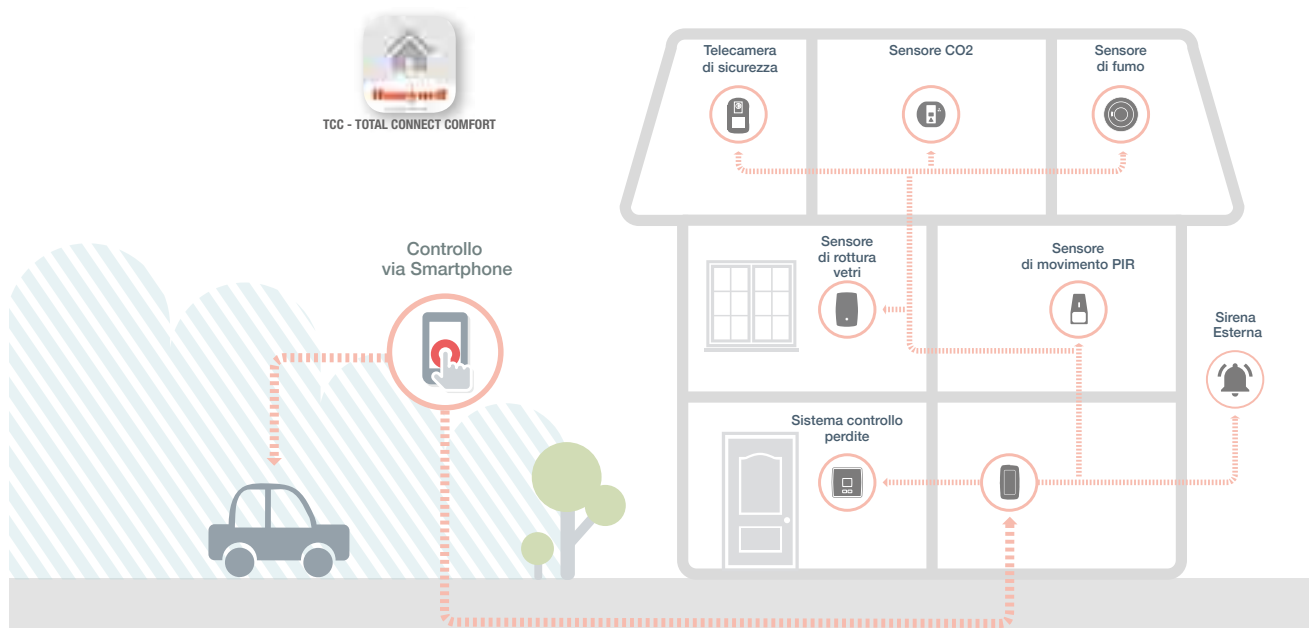 Honeywell
TCC - TOTAL CONNECT COMFORT
Telecamera
di sicurezza
Sensore CO2
Sensore
di fumo
Controllo
via Smartphone
Sensore
di rottura
vetri
Sensore
di movimento PIR
Sirena
Esterna
Sistema controllo
perdite